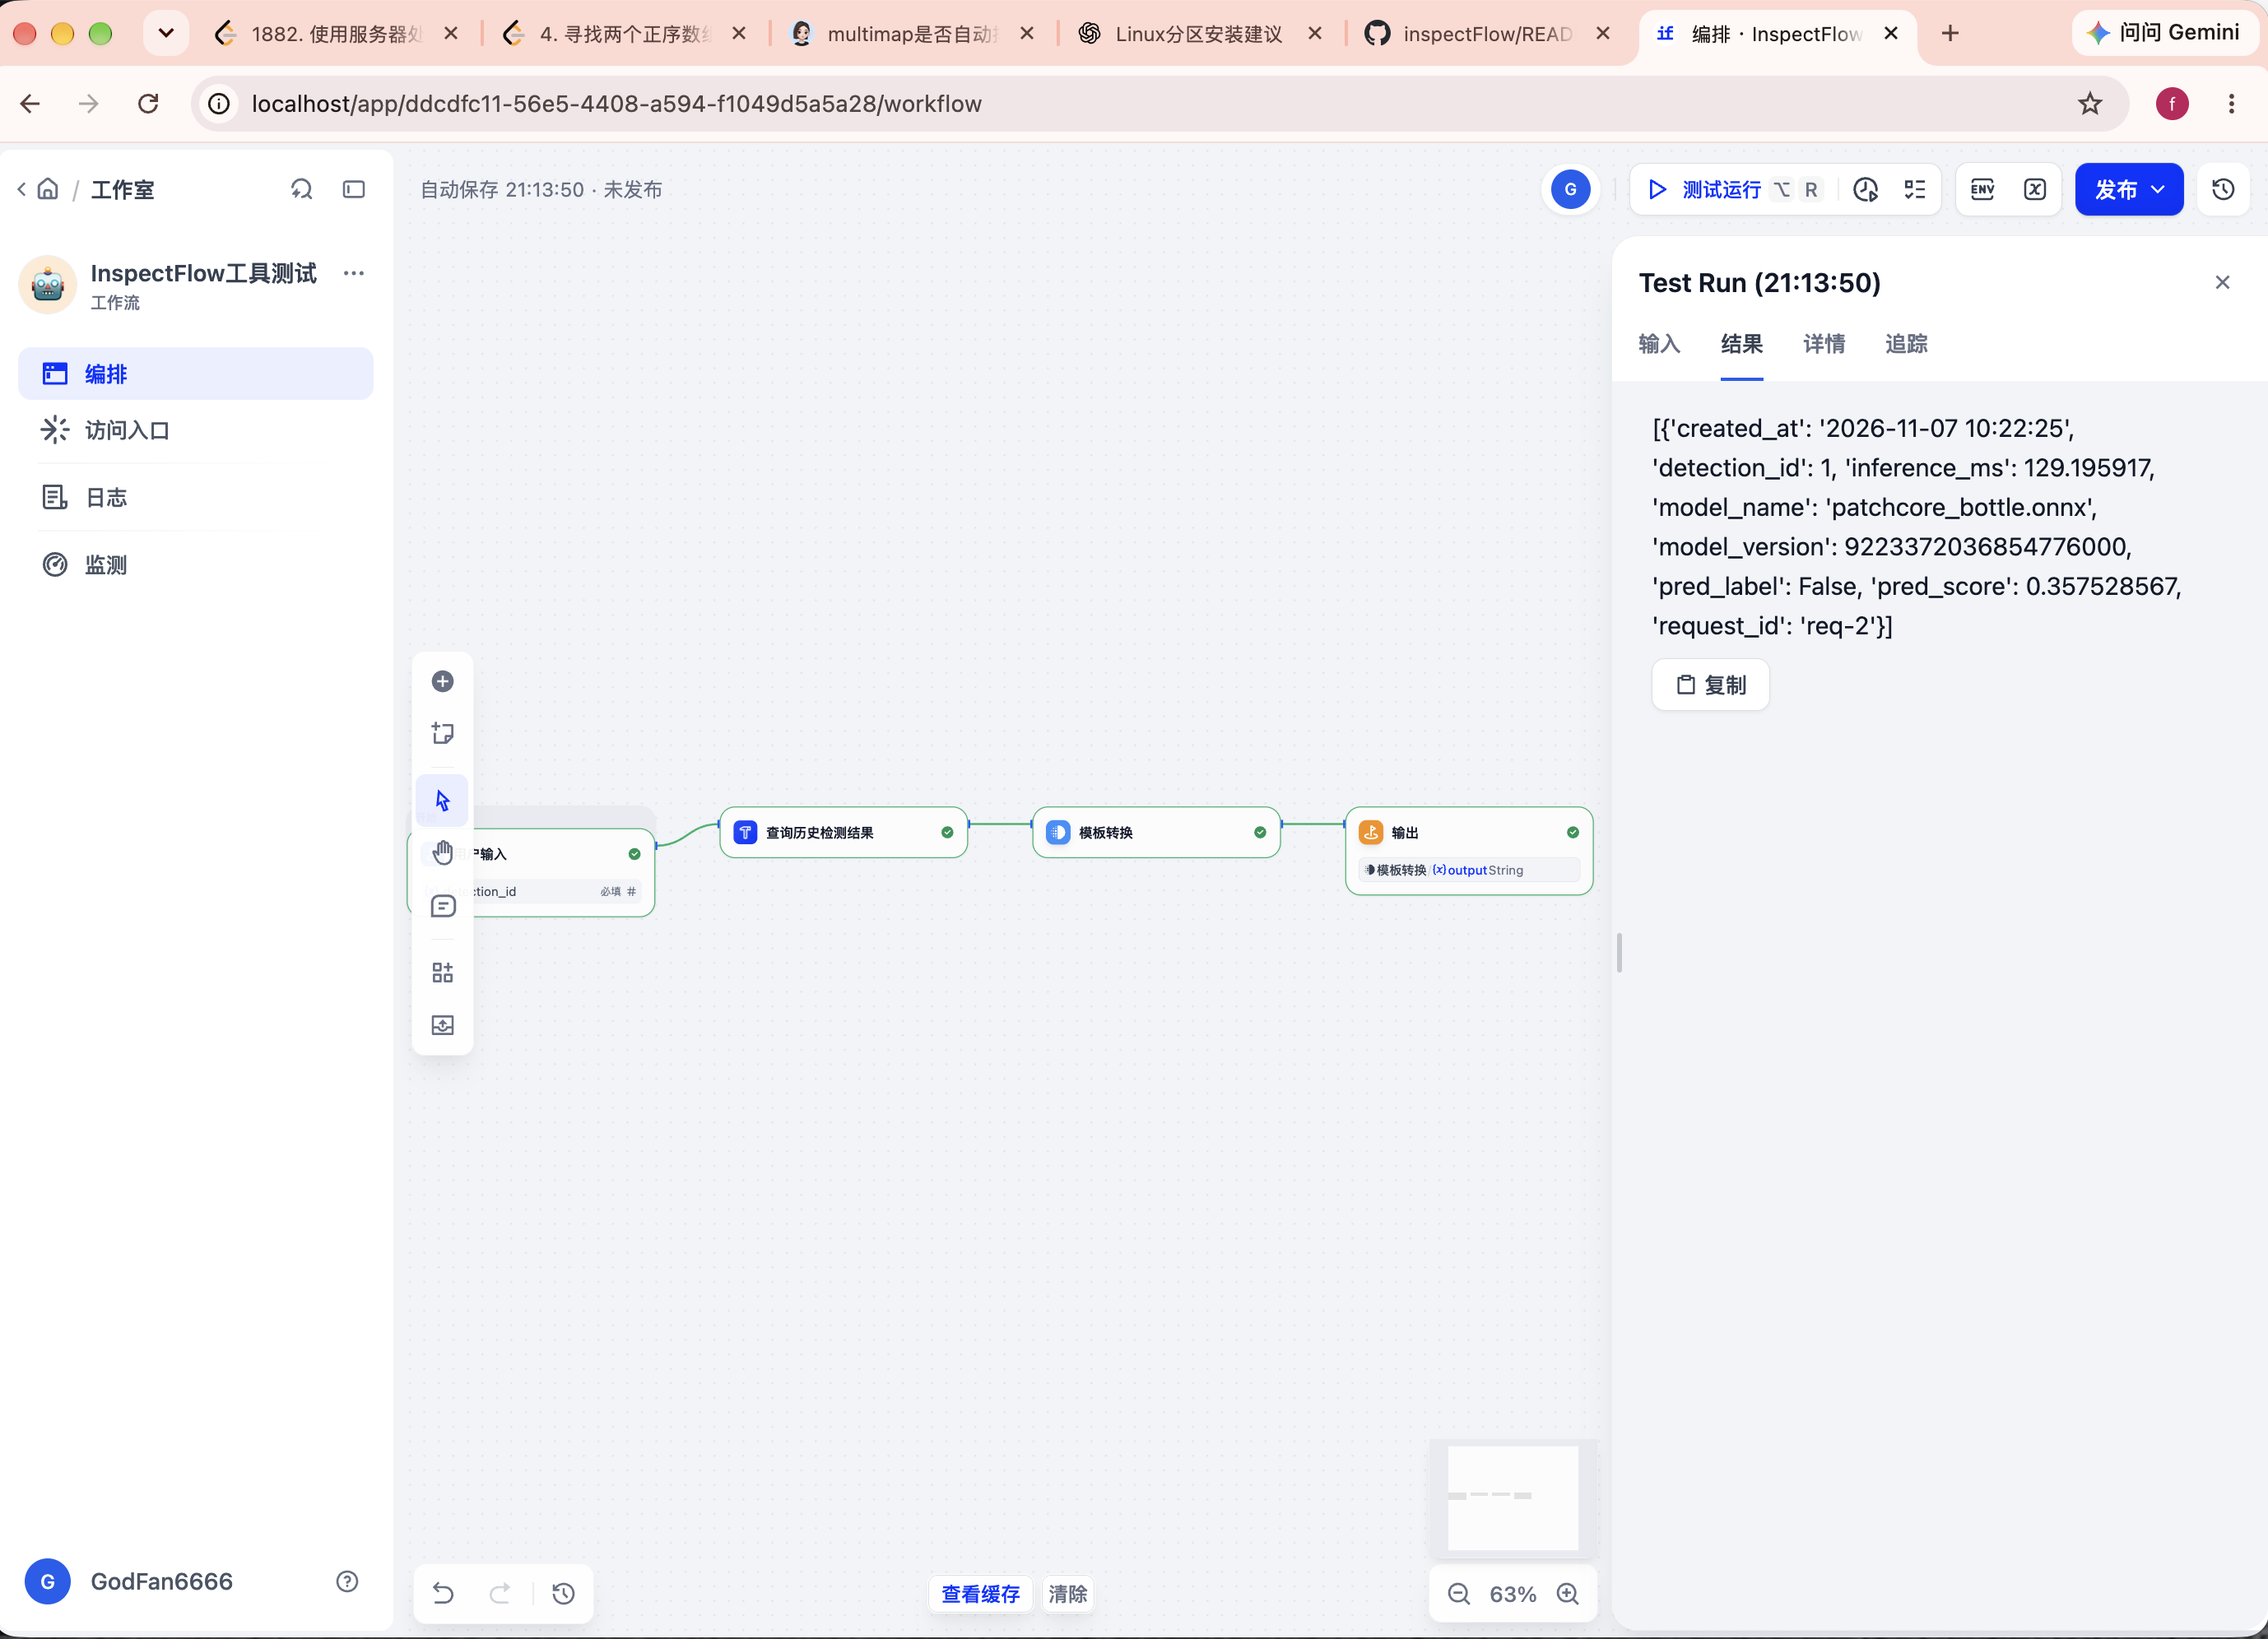 1882. 使用服务器处
4. 寻找两个正序数组
multimap是否自动
Linux分区安装建议
inspectFlow/READ
编排 · InspectFlow
问问 Gemini
localhost/app/ddcdfc11-56e5-4408-a594-f1049d5a5a28/workflow
f
/ 工作室
自动保存 21:13:50 · 未发布
G
测试运行 ⌥ R
ENV
发布
InspectFlow工具测试
工作流
编排
访问入口
日志
监测
Test Run (21:13:50)
输入
结果
详情
追踪
[{'created_at': '2026-11-07 10:22:25',
'detection_id': 1, 'inference_ms': 129.195917,
'model_name': 'patchcore_bottle.onnx',
'model_version': 9223372036854776000,
'pred_label': False, 'pred_score': 0.357528567,
'request_id': 'req-2'}]
复制
户输入
ction_id
必填 #
查询历史检测结果
模板转换
输出
模板转换 {x} output String
查看缓存
清除
63%
G
GodFan6666